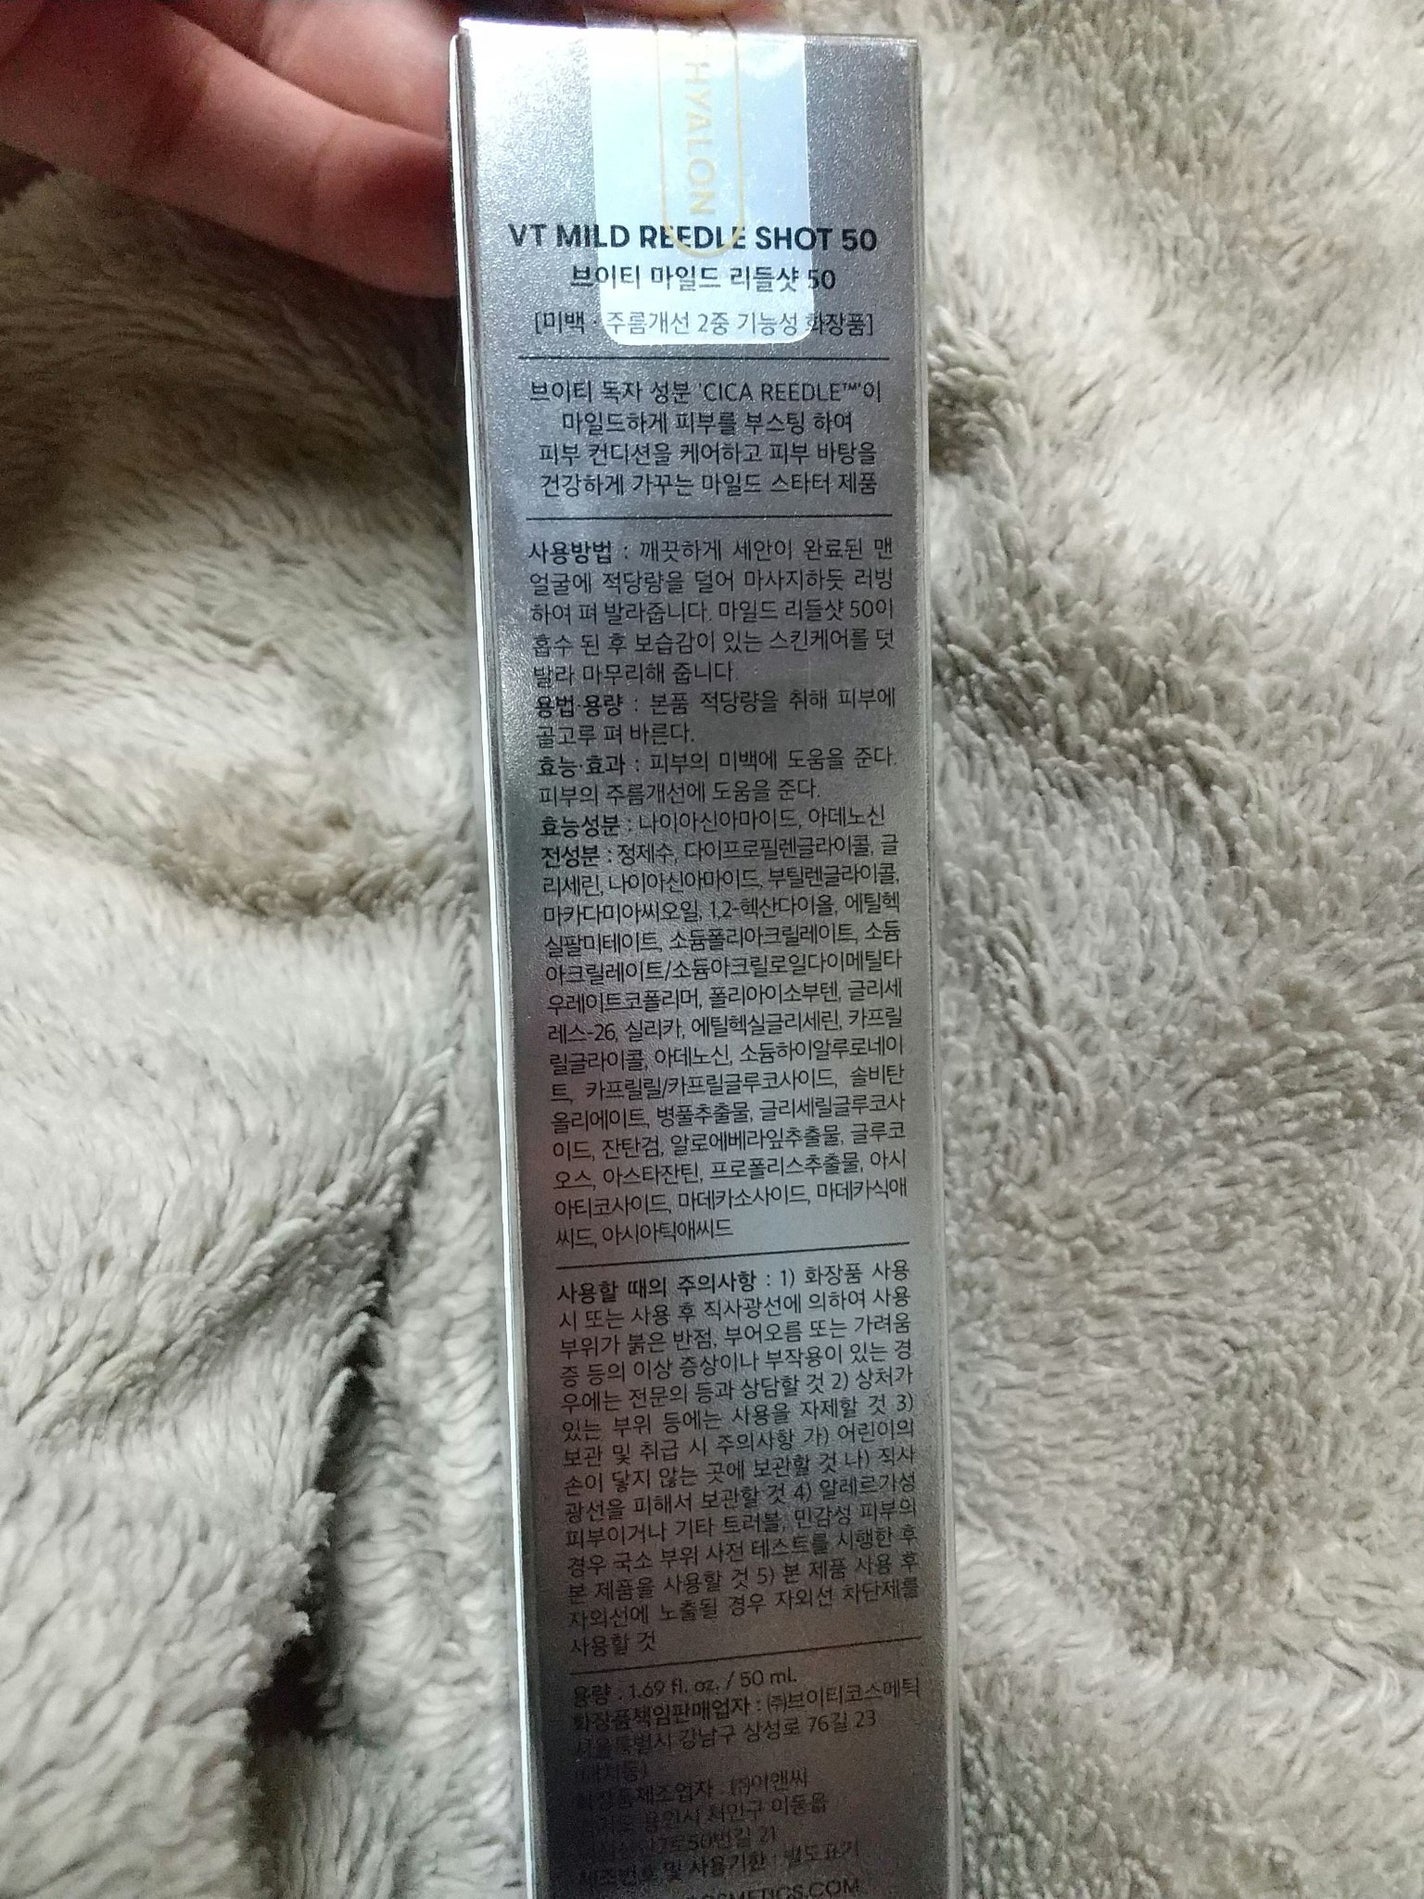 HYALON
VT MILD REEDLE SHOT 50
브이티 마일드 리들샷 50
[미백 · 주름개선 2중 기능성 화장품]
브이티 독자 성분 'CICA REEDLE™'이
마일드하게 피부를 부스팅 하여
피부 컨디션을 케어하고 피부 바탕을
건강하게 가꾸는 마일드 스타터 제품
사용방법 : 깨끗하게 세안이 완료된 맨
얼굴에 적당량을 덜어 마사지하듯 러빙
하여 펴 발라줍니다. 마일드 리들샷 50이
흡수 된 후 보습감이 있는 스킨케어를 덧
발라 마무리해 줍니다.
용법·용량 : 본품 적당량을 취해 피부에
골고루 펴 바른다.
효능·효과 : 피부의 미백에 도움을 준다.
피부의 주름개선에 도움을 준다.
효능성분 : 나이아신아마이드, 아데노신
전성분 : 정제수, 다이프로필렌글라이콜, 글
리세린, 나이아신아마이드, 부틸렌글라이콜,
마카다미아씨오일, 1,2-헥산다이올, 에틸헥
실팔미테이트, 소듐폴리아크릴레이트, 소듐
아크릴레이트/소듐아크릴로일다이메틸타
우레이트코폴리머, 폴리아이소부텐, 글리세
레스-26, 실리카, 에틸헥실글리세린, 카프릴
릴글라이콜, 아데노신, 소듐하이알루로네이
트, 카프릴릴/카프릴글루코사이드, 솔비탄
올리에이트, 병풀추출물, 글리세릴글루코사
이드, 잔탄검, 알로에베라잎추출물, 글루코
오스, 아스타잔틴, 프로폴리스추출물, 아시
아티코사이드, 마데카소사이드, 마데카식애
씨드, 아시아틱애씨드
사용할 때의 주의사항 : 1) 화장품 사용
시 또는 사용 후 직사광선에 의하여 사용
부위가 붉은 반점, 부어오름 또는 가려움
증 등의 이상 증상이나 부작용이 있는 경
우에는 전문의 등과 상담할 것 2) 상처가
있는 부위 등에는 사용을 자제할 것 3)
보관 및 취급 시 주의사항 가) 어린이의
손이 닿지 않는 곳에 보관할 것 나) 직사
광선을 피해서 보관할 것 4) 알레르기성
피부이거나 기타 트러블, 민감성 피부의
경우 국소 부위 사전 테스트를 시행한 후
본 제품을 사용할 것 5) 본 제품 사용 후
자외선에 노출될 경우 자외선 차단제를
사용할 것
용량 : 1.69 fl. oz. / 50 mL
화장품책임판매업자 : ㈜브이티코스메틱
서울특별시 강남구 삼성로 76길 23
제조업자 : ㈜이앤씨
용인시 처인구 이동읍
50번길 21
제조번호 및 사용기한 : 별도표기